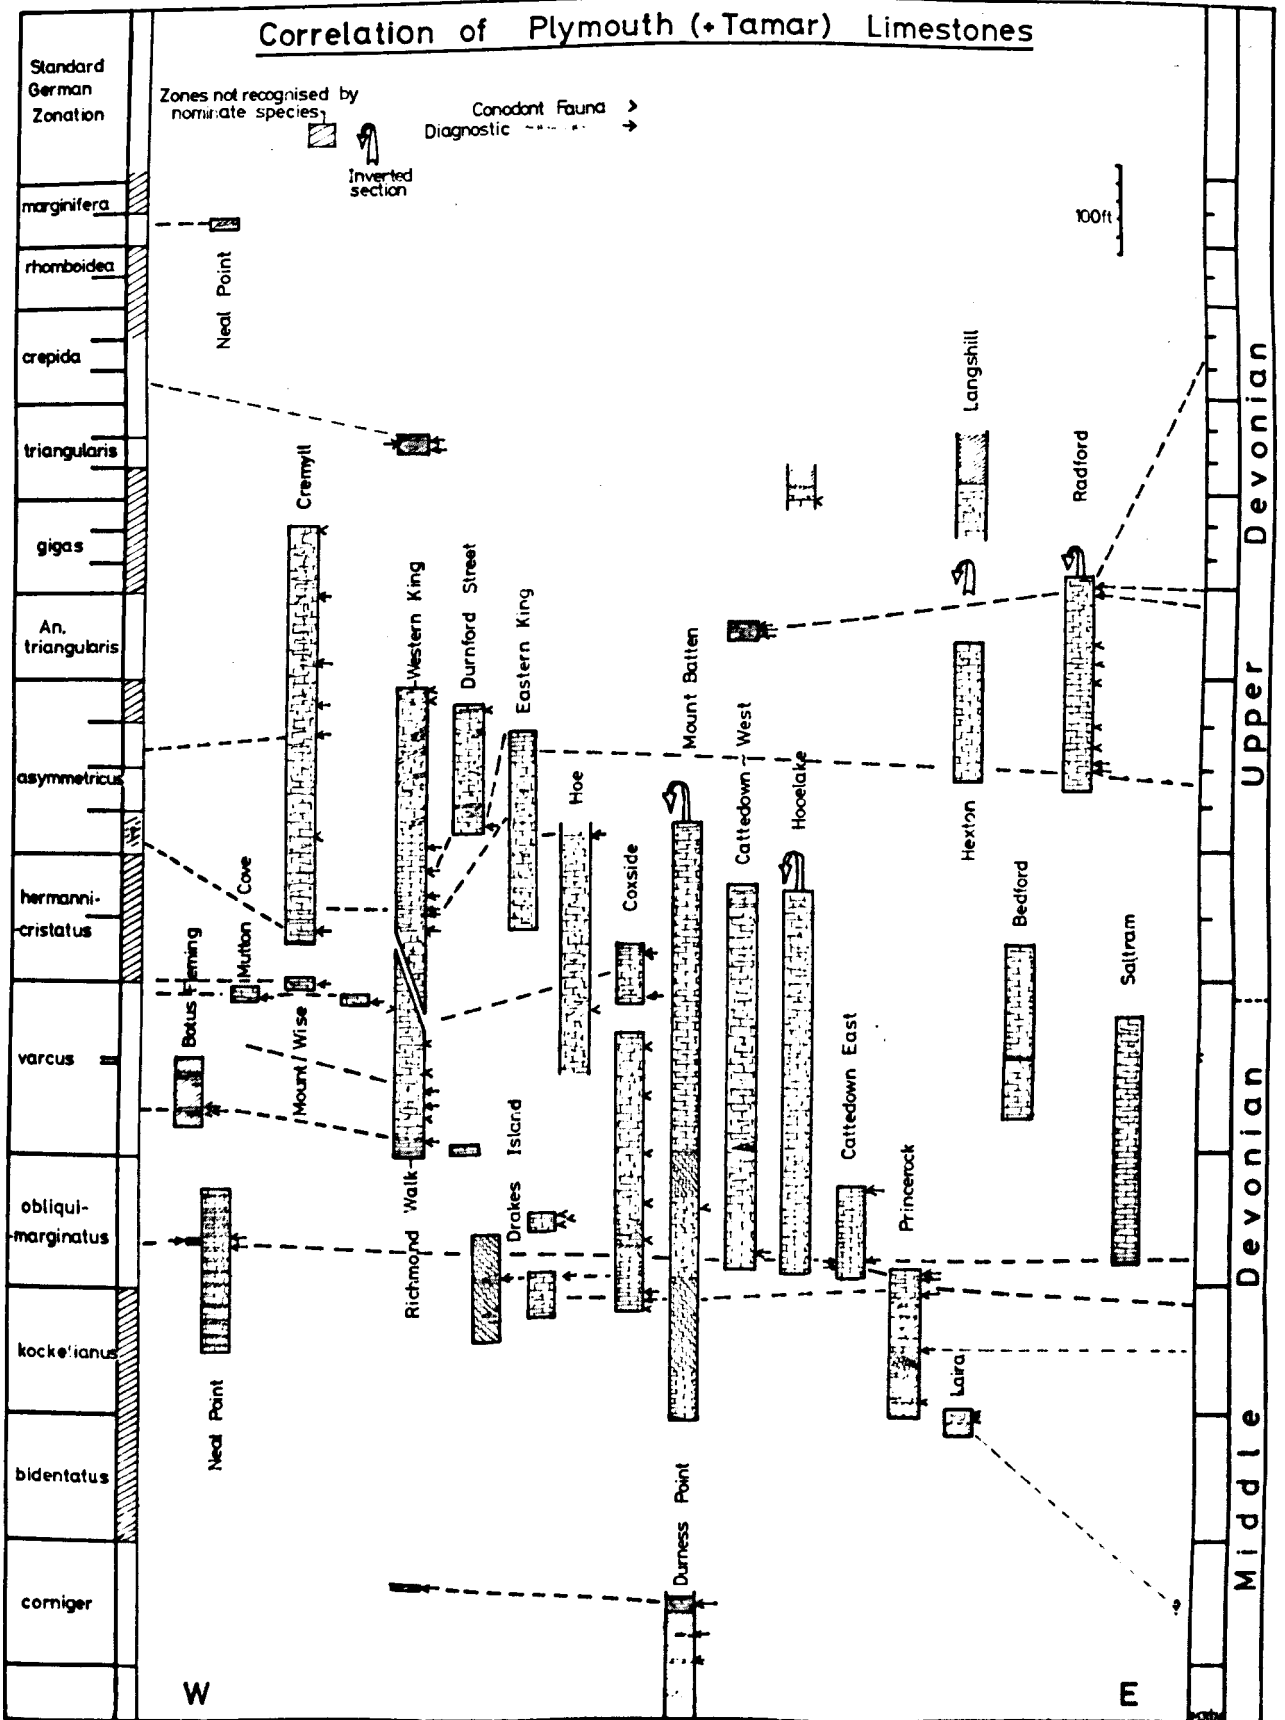 Correlation of Plymouth (+Tamar) Limestones
Standard
German
Zonation
Zones not recognised by
nominate species
Conodont Fauna
Diagnostic
Inverted
section
100ft
marginifera
rhomboidea
crepida
triangularis
gigas
An.
triangularis
asymmetricus
hermanni-
-cristatus
varcus
obliqui-
-marginatus
kockelianus
bidentatus
corniger
Neal Point
Cremyll
Western King
Durnford Street
Eastern King
Langshill
Radford
Mount Batten
Cattedown West
Hooelake
Hoe
Hexton
Coxside
Bedford
Saltram
Mutton Cove
Botus Fleming
Mount Wise
Drakes Island
Richmond Walk
Cattedown East
Princerock
Neal Point
Laira
Durness Point
W
E
Upper Devonian
Middle Devonian